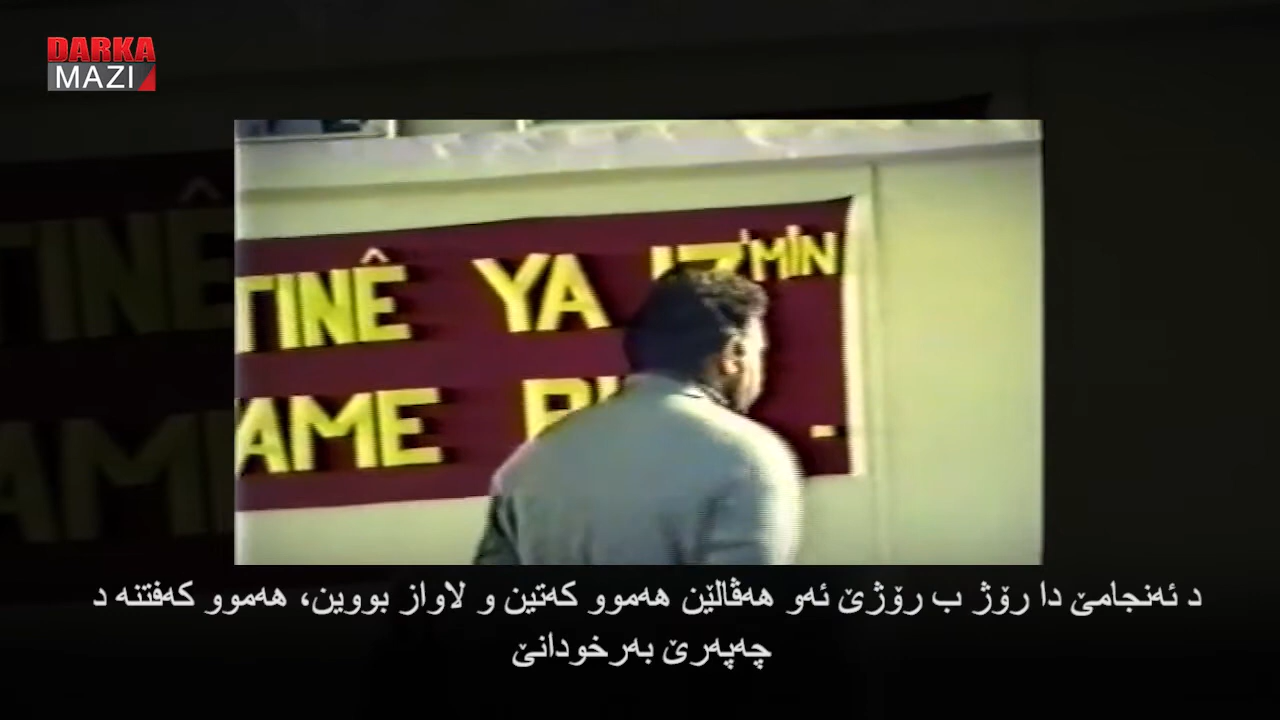 DARKA
MAZI
TINÊ YA 'MÎN
AME
د ئەنجامێ دا رۆژ ب رۆژێ ئەو هەڤالێن هەموو کەتین و لاواز بووین، هەموو کەفتنە د
چەپەرێ بەرخودانێ